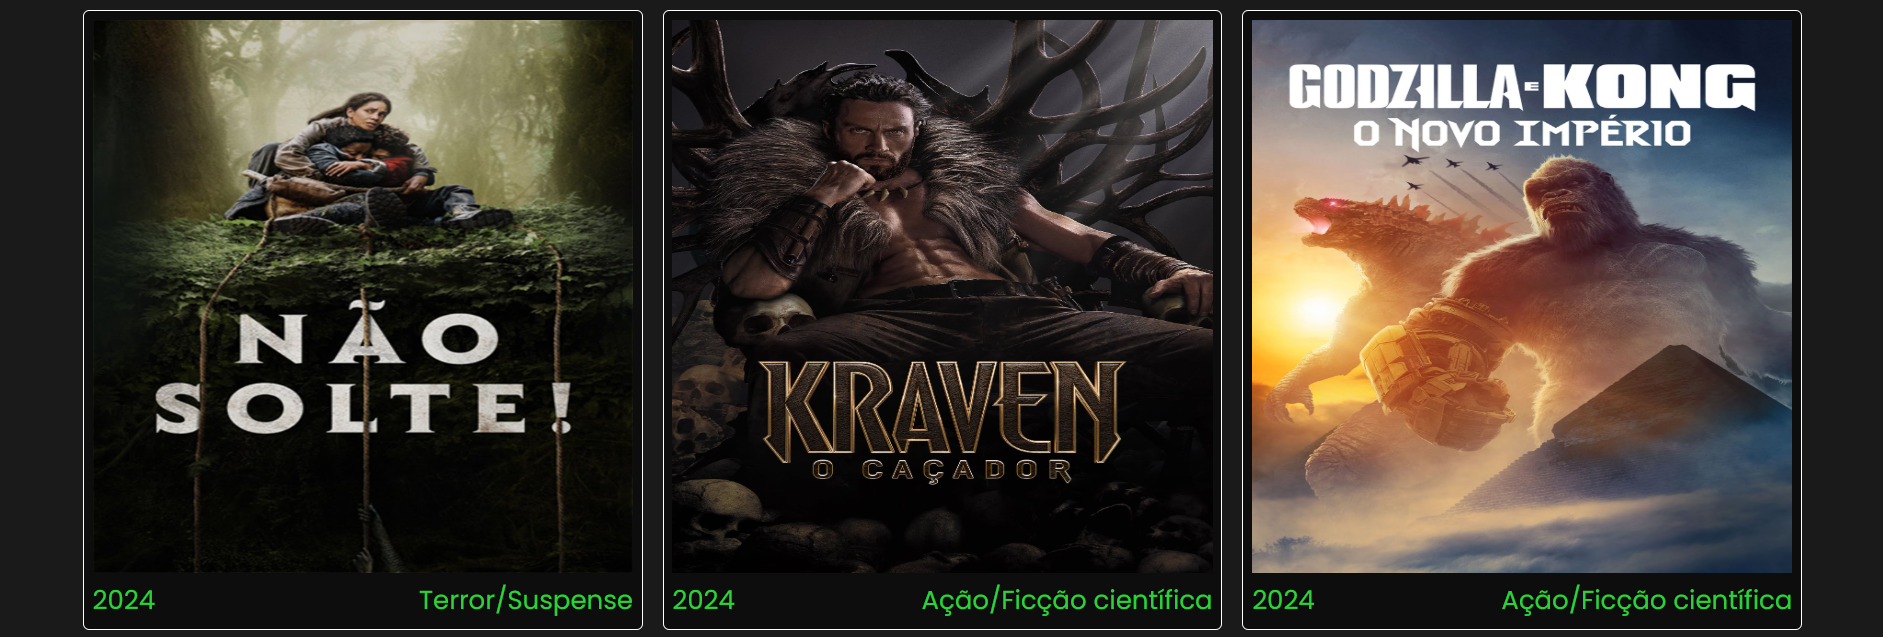 NÃO
SOLTE!
2024 Terror/Suspense
KRAVEN
O CAÇADOR
2024 Ação/Ficção científica
GODZILLA E KONG
O NOVO IMPÉRIO
2024 Ação/Ficção científica